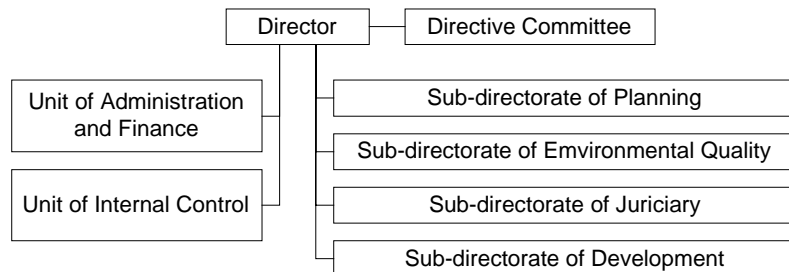 Director
Directive Committee
Unit of Administration
and Finance
Unit of Internal Control
Sub-directorate of Planning
Sub-directorate of Emvironmental Quality
Sub-directorate of Juriciary
Sub-directorate of Development